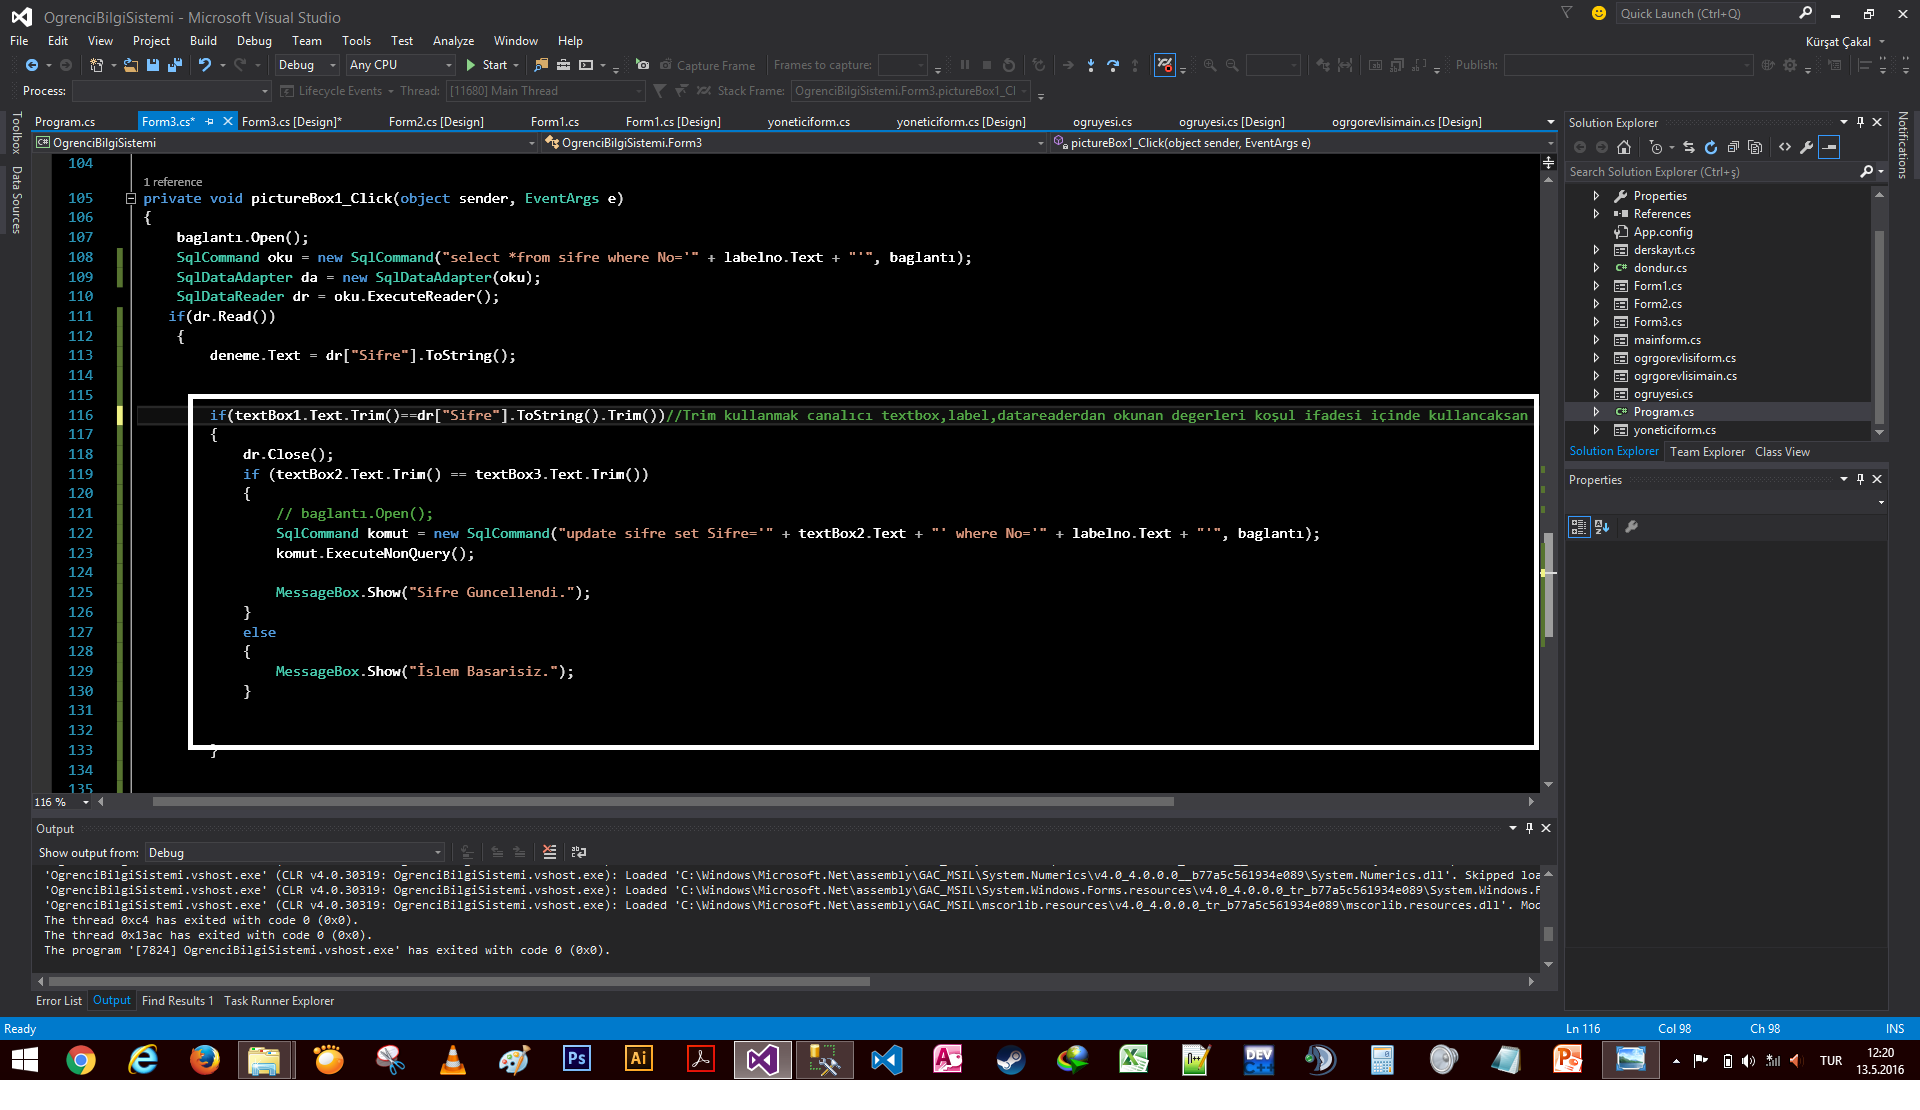 OgrenciBilgiSistemi - Microsoft Visual Studio
Quick Launch (Ctrl+Q)
File Edit View Project Build Debug Team Tools Test Analyze Window Help
Kürşat Çakal
Debug Any CPU Start Capture Frame Frames to capture: Publish:
Process: Lifecycle Events Thread: [11680] Main Thread Stack Frame: OgrenciBilgiSistemi.Form3.pictureBox1_Cl
Toolbox
Data Sources
Program.cs Form3.cs* Form3.cs [Design]* Form2.cs [Design] Form1.cs Form1.cs [Design] yoneticiform.cs yoneticiform.cs [Design] ogruyesi.cs ogruyesi.cs [Design] ogrgorevlisimain.cs [Design]
OgrenciBilgiSistemi OgrenciBilgiSistemi.Form3 pictureBox1_Click(object sender, EventArgs e)
104
1 reference
105 private void pictureBox1_Click(object sender, EventArgs e)
106 {
107 baglantı.Open();
108 SqlCommand oku = new SqlCommand("select *from sifre where No='" + labelno.Text + "'", baglantı);
109 SqlDataAdapter da = new SqlDataAdapter(oku);
110 SqlDataReader dr = oku.ExecuteReader();
111 if(dr.Read())
112 {
113 deneme.Text = dr["Sifre"].ToString();
114
115
116 if(textBox1.Text.Trim()==dr["Sifre"].ToString().Trim())//Trim kullanmak canalıcı textbox,label,datareaderdan okunan degerleri koşul ifadesi içinde kullancaksan
117 {
118 dr.Close();
119 if (textBox2.Text.Trim() == textBox3.Text.Trim())
120 {
121 // baglantı.Open();
122 SqlCommand komut = new SqlCommand("update sifre set Sifre='" + textBox2.Text + "' where No='" + labelno.Text + "'", baglantı);
123 komut.ExecuteNonQuery();
124
125 MessageBox.Show("Sifre Guncellendi.");
126 }
127 else
128 {
129 MessageBox.Show("İslem Basarisiz.");
130 }
131
132
133 }
134
135
116 %
Solution Explorer
Search Solution Explorer (Ctrl+ş)
Properties
References
App.config
derskayıt.cs
dondur.cs
Form1.cs
Form2.cs
Form3.cs
mainform.cs
ogrgorevlisiform.cs
ogrgorevlisimain.cs
ogruyesi.cs
Program.cs
yoneticiform.cs
Solution Explorer Team Explorer Class View
Properties
Notifications
Output
Show output from: Debug
'OgrenciBilgiSistemi.vshost.exe' (CLR v4.0.30319: OgrenciBilgiSistemi.vshost.exe): Loaded 'C:\Windows\Microsoft.Net\assembly\GAC_MSIL\System.Numerics\v4.0_4.0.0.0__b77a5c561934e089\System.Numerics.dll'. Skipped loa
'OgrenciBilgiSistemi.vshost.exe' (CLR v4.0.30319: OgrenciBilgiSistemi.vshost.exe): Loaded 'C:\Windows\Microsoft.Net\assembly\GAC_MSIL\System.Windows.Forms.resources\v4.0_4.0.0.0_tr_b77a5c561934e089\System.Windows.F
'OgrenciBilgiSistemi.vshost.exe' (CLR v4.0.30319: OgrenciBilgiSistemi.vshost.exe): Loaded 'C:\Windows\Microsoft.Net\assembly\GAC_MSIL\mscorlib.resources\v4.0_4.0.0.0_tr_b77a5c561934e089\mscorlib.resources.dll'. Mod
The thread 0xc4 has exited with code 0 (0x0).
The thread 0x13ac has exited with code 0 (0x0).
The program '[7824] OgrenciBilgiSistemi.vshost.exe' has exited with code 0 (0x0).
Error List Output Find Results 1 Task Runner Explorer
Ready Ln 116 Col 98 Ch 98 INS
Ps Ai DEV C++ TUR 12:20
13.5.2016